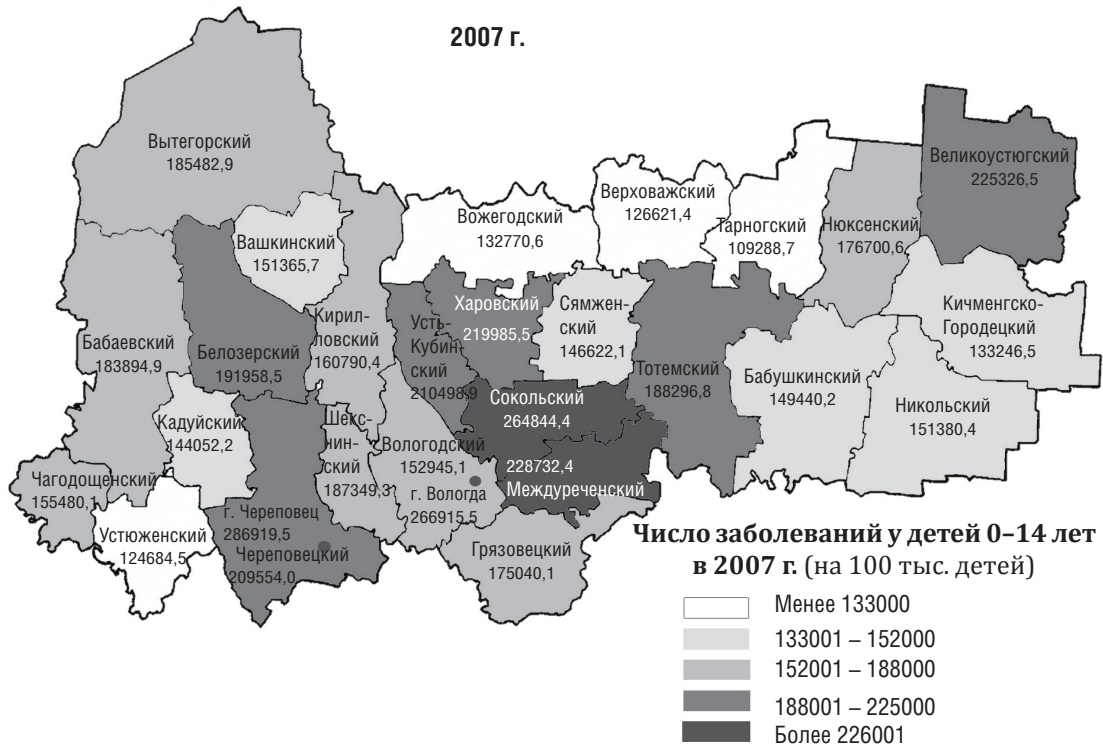 2007 г.
Вытегорский
185482,9
Великоустюгский
225326,5
Верховажский
126621,4
Вожегодский
132770,6
Тарногский
109288,7
Нюксенский
176700,6
Вашкинский
151365,7
Харовский
219985,5
Сямжен-
ский
146622,1
Кичменгско-
Городецкий
133246,5
Бабаевский
183894,9
Белозерский
191958,5
Кирил-
ловский
160790,4
Усть-
Кубин-
ский
210498,9
Тотемский
188296,8
Бабушкинский
149440,2
Никольский
151380,4
Сокольский
264844,4
Кадуйский
144052,2
Шекс-
нин-
ский
187349,3
Вологодский
152945,1
г. Вологда
266915,5
228732,4
Междуреченский
Чагодощенский
155480,1
Устюженский
124684,5
г. Череповец
286919,5
Череповецкий
209554,0
Грязовецкий
175040,1
Число заболеваний у детей 0–14 лет
в 2007 г. (на 100 тыс. детей)
Менее 133000
133001 – 152000
152001 – 188000
188001 – 225000
Более 226001